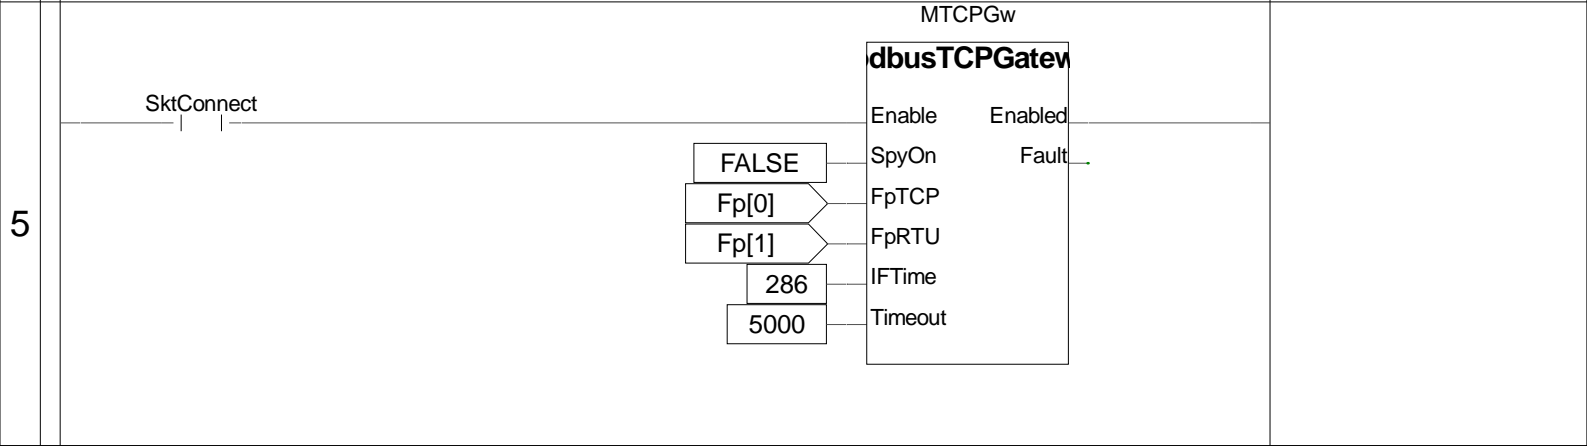 MTCPGw
dbusTCPGatew
SktConnect
Enable Enabled
FALSE SpyOn Fault
Fp[0] FpTCP
5 Fp[1] FpRTU
286 IFTime
5000 Timeout